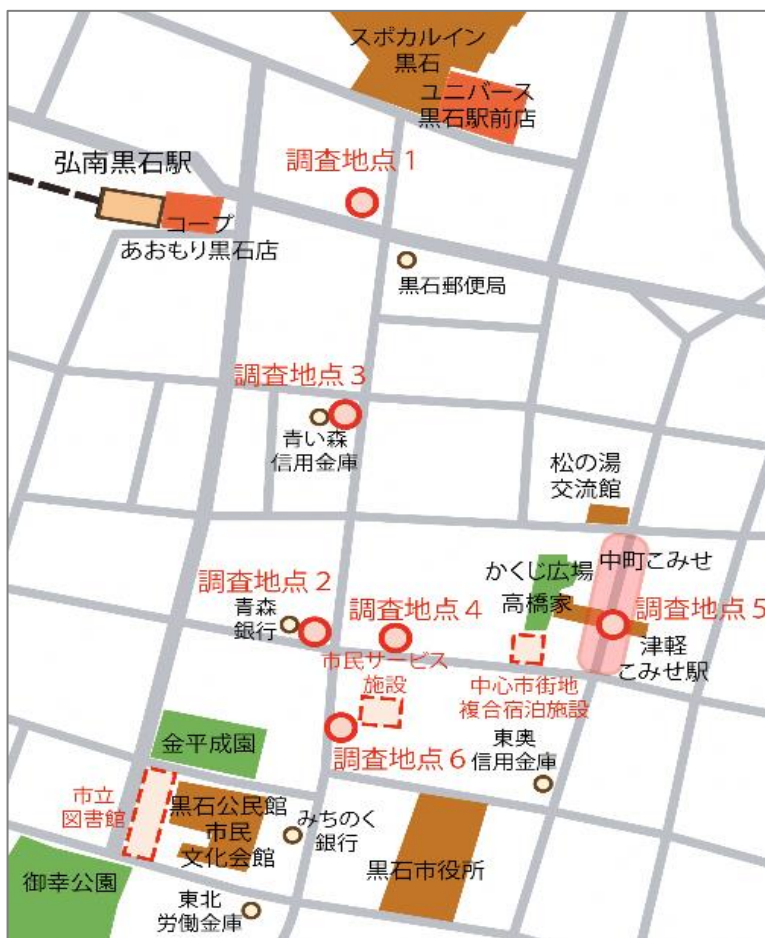 スポカルイン
黒石
ユニバース
黒石駅前店
弘南黒石駅
調査地点1
コープ
あおもり黒石店
黒石郵便局
調査地点3
青い森
信用金庫
松の湯
交流館
調査地点2
青森
銀行
調査地点4
かくじ広場
中町こみせ
高橋家
調査地点5
津軽
こみせ駅
市民サービス
施設
中心市街地
複合宿泊施設
金平成園
調査地点6
東奥
信用金庫
市立
図書館
黒石公民館
市民
文化会館
みちのく
銀行
黒石市役所
御幸公園
東北
労働金庫